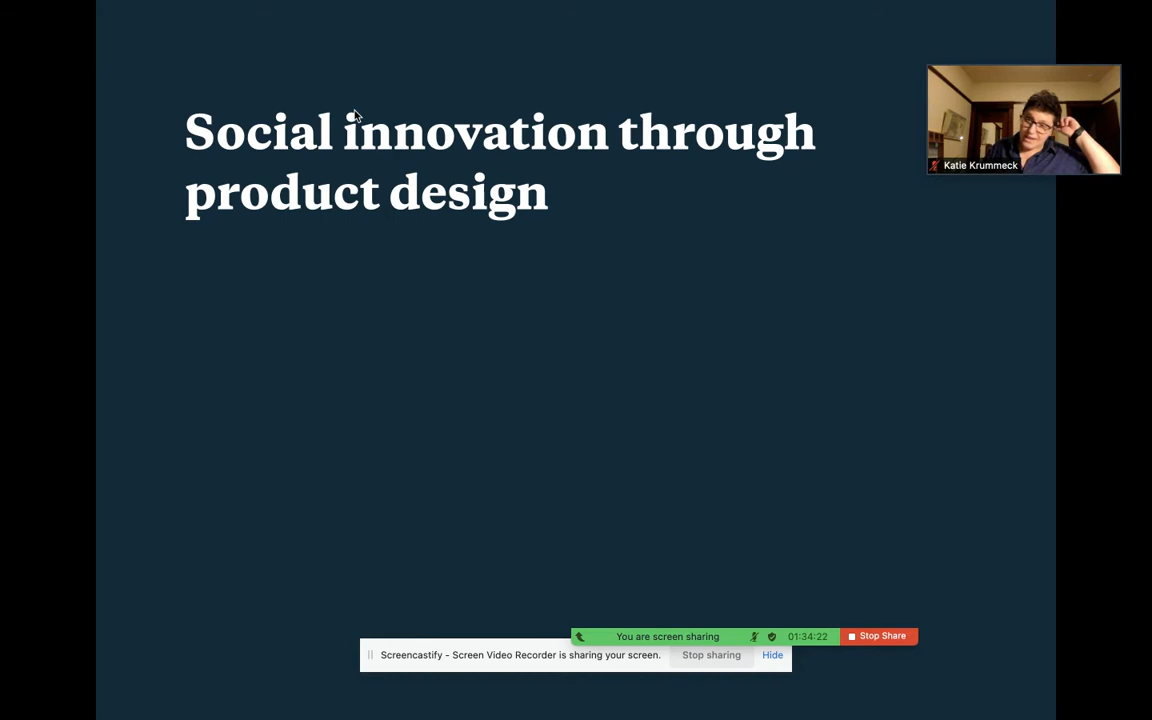 Social innovation through
product design
Katie Krummeck
You are screen sharing
01:34:22
Stop Share
Screencastify - Screen Video Recorder is sharing your screen.
Stop sharing
Hide